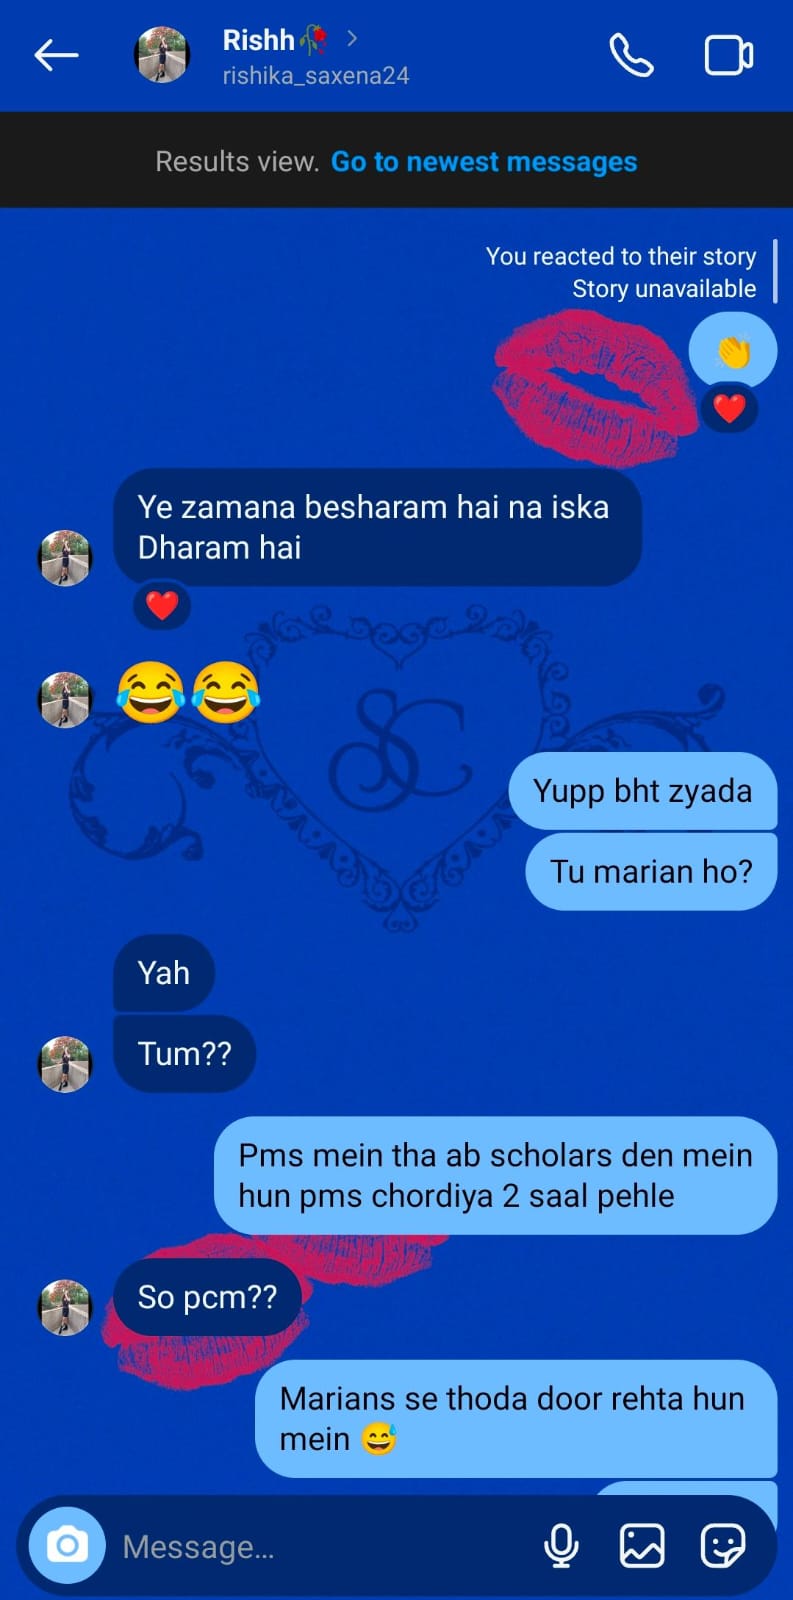 Rishh🥀 >
rishika_saxena24
Results view. Go to newest messages
You reacted to their story
Story unavailable
👏
❤️
Ye zamana besharam hai na iska
Dharam hai
❤️
😂😂
SC
Yupp bht zyada
Tu marian ho?
Yah
Tum??
Pms mein tha ab scholars den mein
hun pms chordiya 2 saal pehle
So pcm??
Marians se thoda door rehta hun
mein 😅
Message...